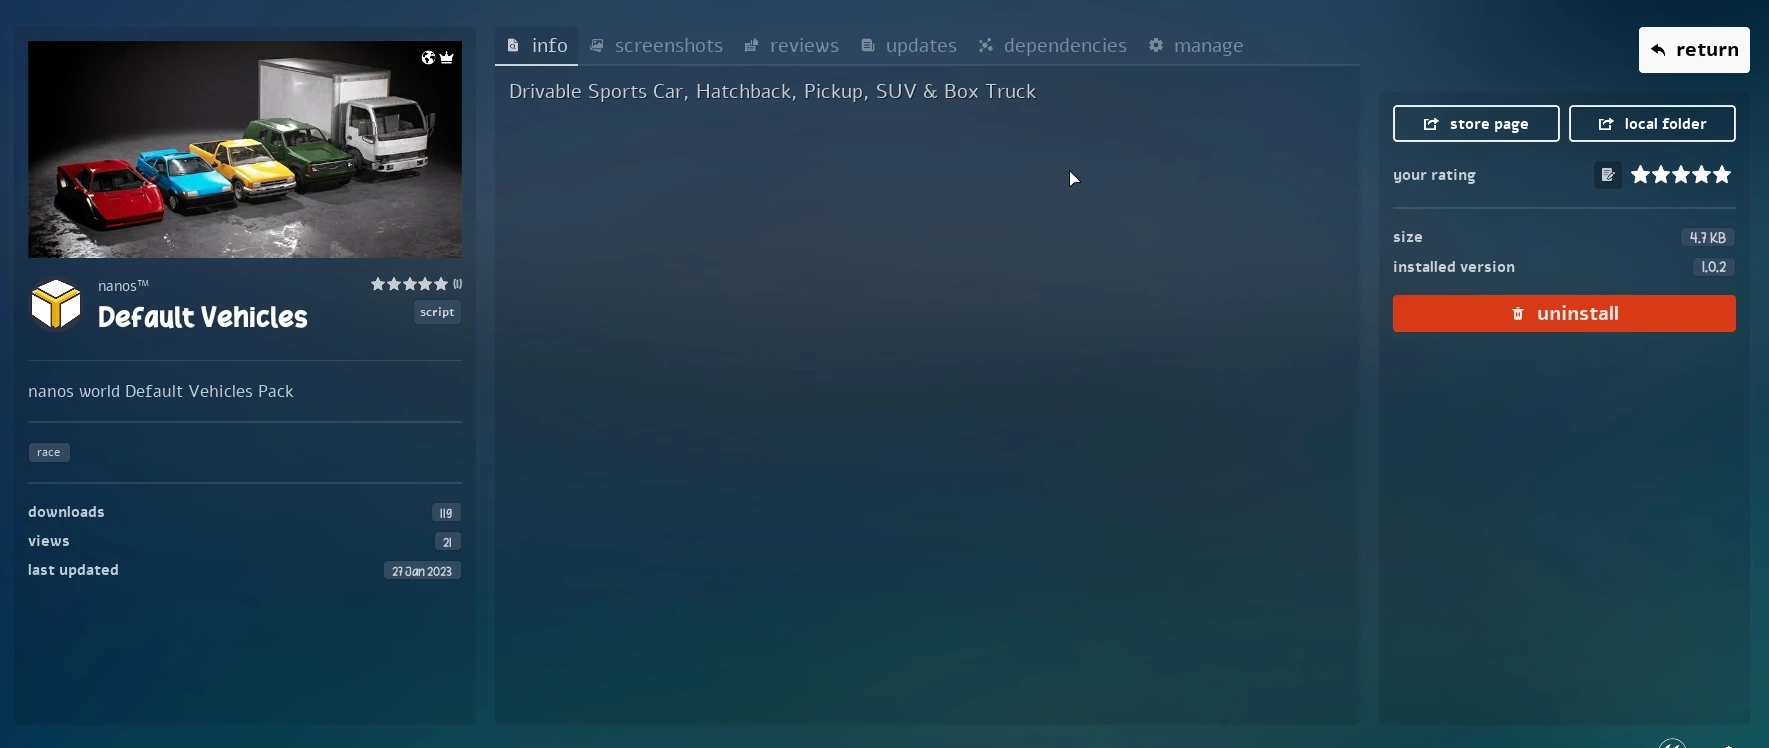 info
screenshots
reviews
updates
dependencies
manage
return
Drivable Sports Car, Hatchback, Pickup, SUV & Box Truck
store page
local folder
your rating
size 4.7 KB
installed version 1.0.2
uninstall
nanos™
(1)
Default Vehicles
script
nanos world Default Vehicles Pack
race
downloads 119
views 21
last updated 27 Jan 2023